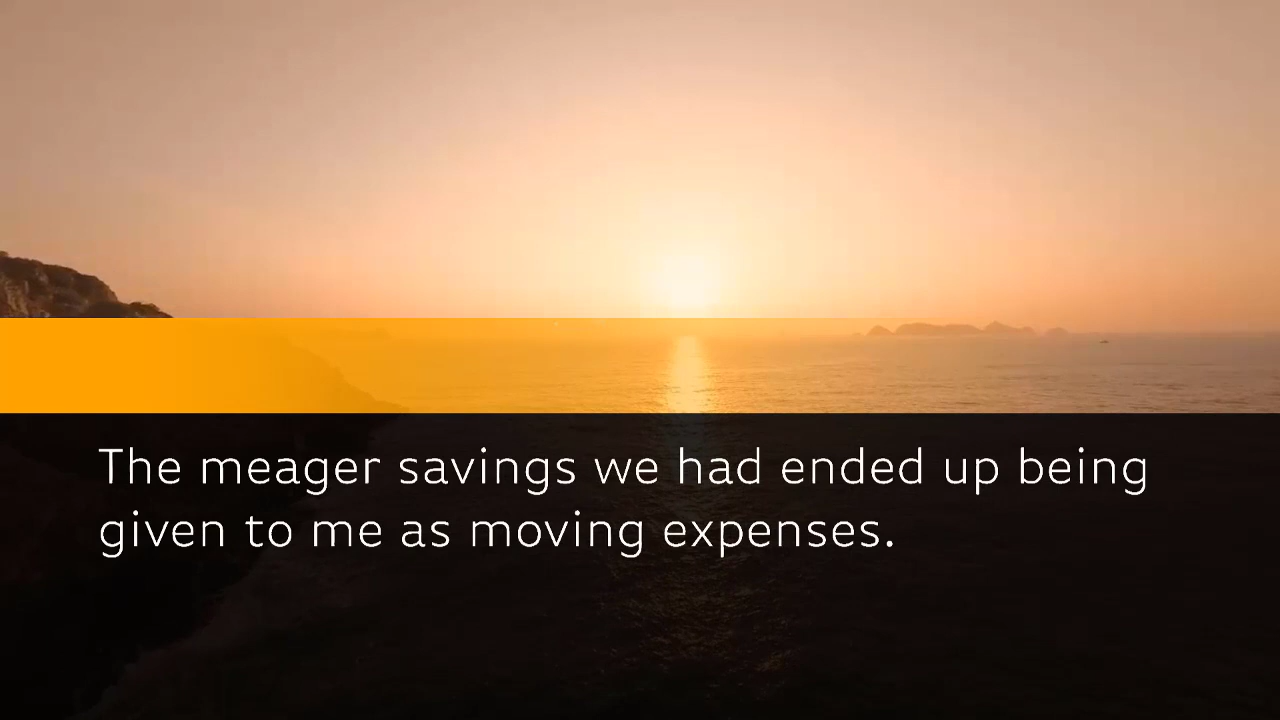 The meager savings we had ended up being
given to me as moving expenses.